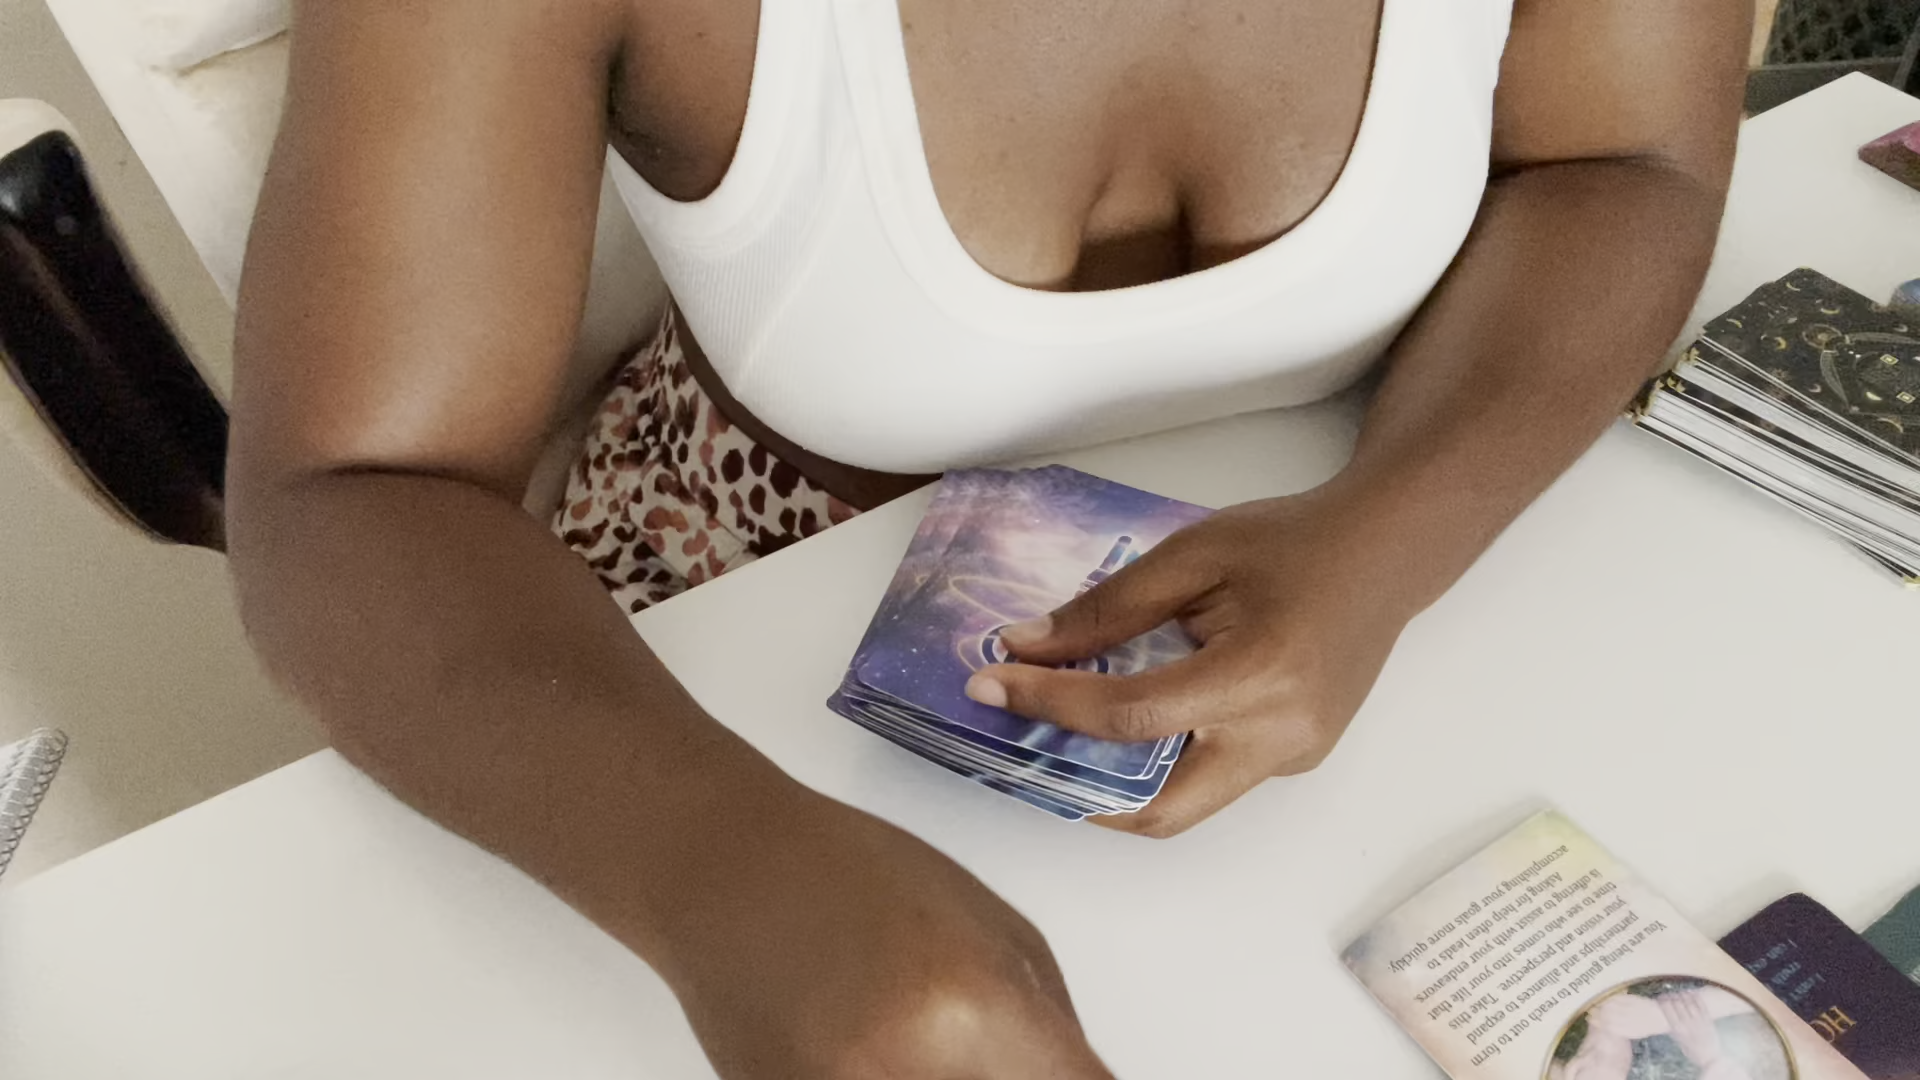 You are being guided to reach out to form
partnerships and alliances to expand
your vision and perspective. Take this
time to see who comes into your life that
is offering to assist with your endeavors.
Asking for help often leads to
accomplishing your goals more quickly.
HO
I can